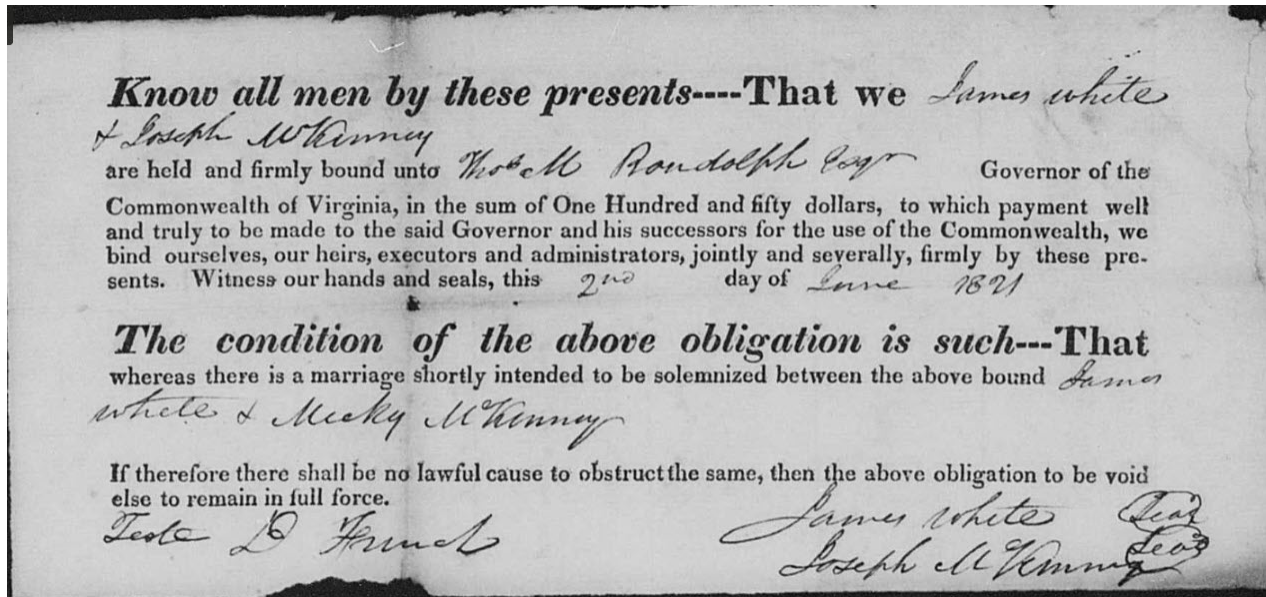 Know all men by these presents----That we James White
& Joseph McKinney
are held and firmly bound unto Thos M Randolph Esqr Governor of the
Commonwealth of Virginia, in the sum of One Hundred and fifty dollars, to which payment well
and truly to be made to the said Governor and his successors for the use of the Commonwealth, we
bind ourselves, our heirs, executors and administrators, jointly and severally, firmly by these pre-
sents. Witness our hands and seals, this 2nd day of June 1821
The condition of the above obligation is such---That
whereas there is a marriage shortly intended to be solemnized between the above bound James
White & McKinney
If therefore there shall be no lawful cause to obstruct the same, then the above obligation to be void
else to remain in full force.
James White Seal
Teste D French
Joseph McKinney Seal